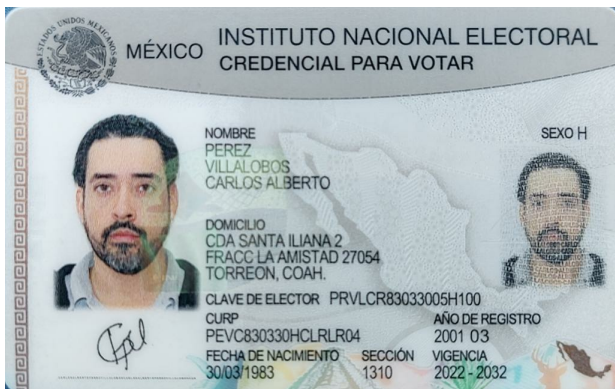 ESTADOS UNIDOS MEXICANOS
MÉXICO
INSTITUTO NACIONAL ELECTORAL
CREDENCIAL PARA VOTAR
NOMBRE
PEREZ
VILLALOBOS
CARLOS ALBERTO
SEXO H
DOMICILIO
CDA SANTA ILIANA 2
FRACC LA AMISTAD 27054
TORREON, COAH.
CLAVE DE ELECTOR PRVLCR83033005H100
CURP
PEVC830330HCLRLR04
AÑO DE REGISTRO
2001 03
FECHA DE NACIMIENTO
30/03/1983
SECCIÓN
1310
VIGENCIA
2022 - 2032